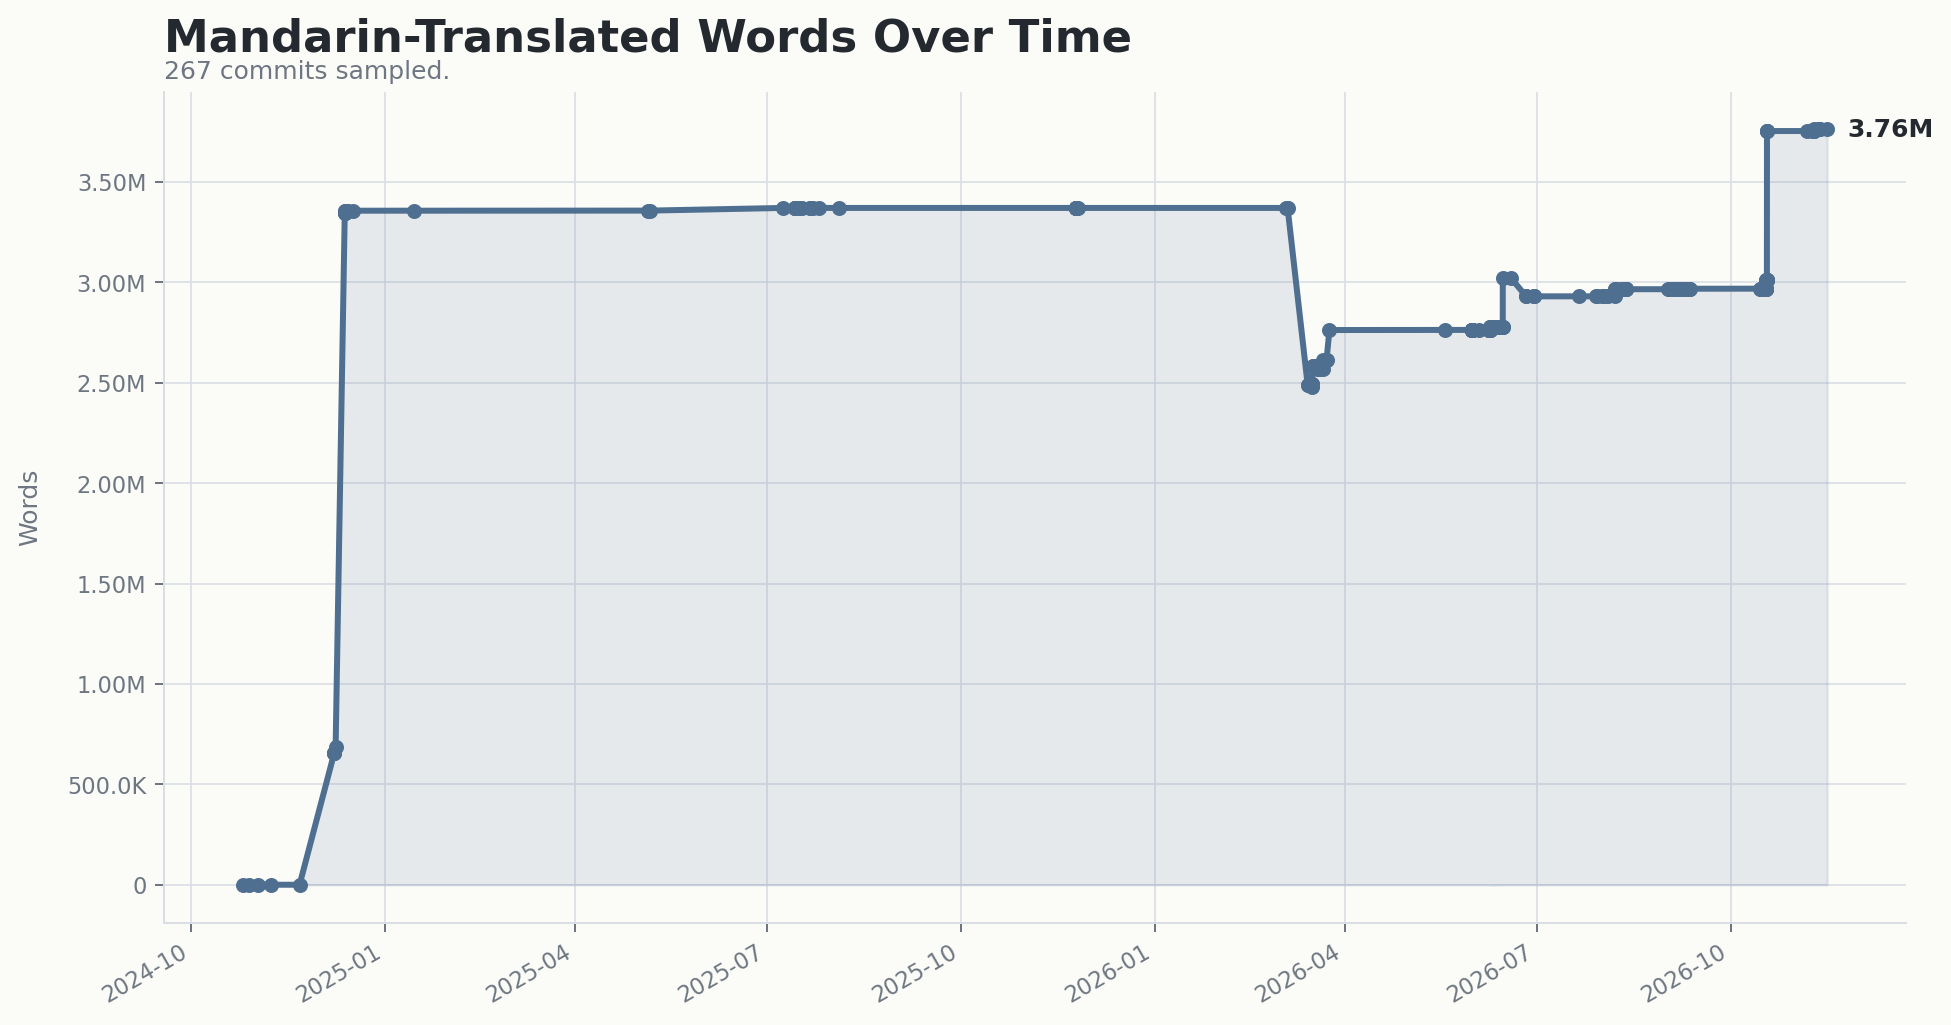 Mandarin-Translated Words Over Time
267 commits sampled.
3.76M
Words
3.50M
3.00M
2.50M
2.00M
1.50M
1.00M
500.0K
0
2024-10
2025-01
2025-04
2025-07
2025-10
2026-01
2026-04
2026-07
2026-10